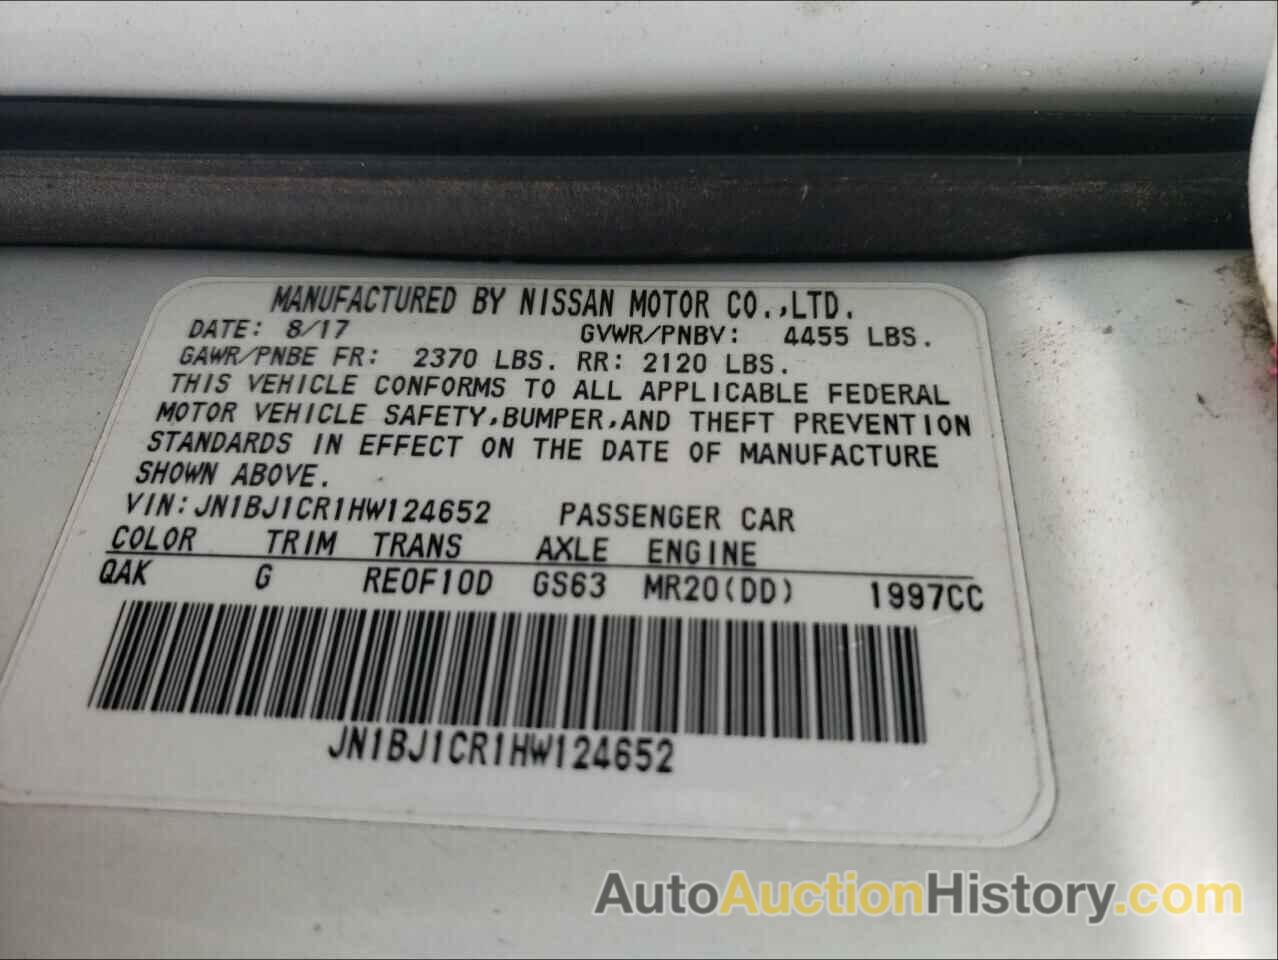 MANUFACTURED BY NISSAN MOTOR CO.,LTD.
DATE: 8/17 GVWR/PNBV: 4455 LBS.
GAWR/PNBE FR: 2370 LBS. RR: 2120 LBS.
THIS VEHICLE CONFORMS TO ALL APPLICABLE FEDERAL
MOTOR VEHICLE SAFETY,BUMPER,AND THEFT PREVENTION
STANDARDS IN EFFECT ON THE DATE OF MANUFACTURE
SHOWN ABOVE.
VIN:JN1BJ1CR1HW124652 PASSENGER CAR
COLOR TRIM TRANS AXLE ENGINE
QAK G RE0F10D GS63 MR20(DD) 1997CC
JN1BJ1CR1HW124652
AutoAuctionHistory.com